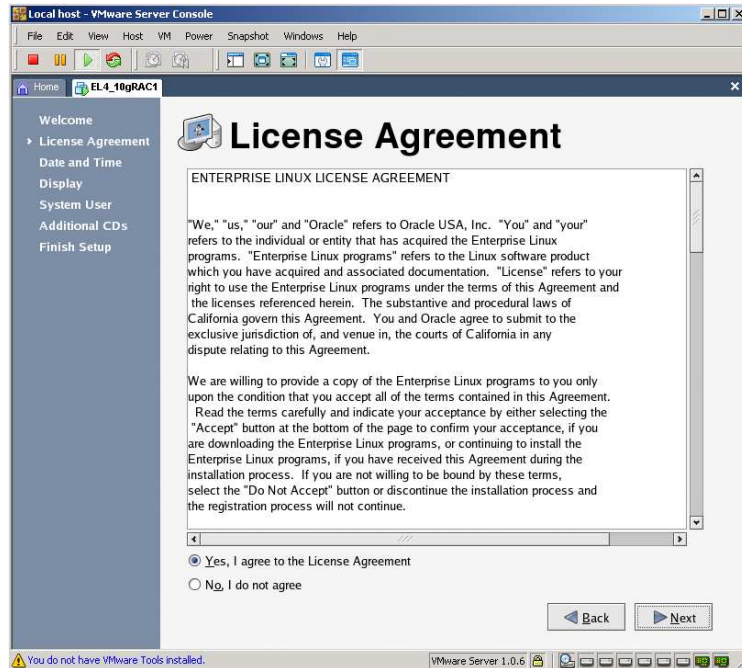 Local host - VMware Server Console
File Edit View Host VM Power Snapshot Windows Help
Home EL4_10gRAC1
Welcome
License Agreement
Date and Time
Display
System User
Additional CDs
Finish Setup
License Agreement
ENTERPRISE LINUX LICENSE AGREEMENT
"We," "us," "our" and "Oracle" refers to Oracle USA, Inc. "You" and "your"
refers to the individual or entity that has acquired the Enterprise Linux
programs. "Enterprise Linux programs" refers to the Linux software product
which you have acquired and associated documentation. "License" refers to your
right to use the Enterprise Linux programs under the terms of this Agreement and
the licenses referenced herein. The substantive and procedural laws of
California govern this Agreement. You and Oracle agree to submit to the
exclusive jurisdiction of, and venue in, the courts of California in any
dispute relating to this Agreement.
We are willing to provide a copy of the Enterprise Linux programs to you only
upon the condition that you accept all of the terms contained in this Agreement.
Read the terms carefully and indicate your acceptance by either selecting the
"Accept" button at the bottom of the page to confirm your acceptance, if you
are downloading the Enterprise Linux programs, or continuing to install the
Enterprise Linux programs, if you have received this Agreement during the
installation process. If you are not willing to be bound by these terms,
select the "Do Not Accept" button or discontinue the installation process and
the registration process will not continue.
Yes, I agree to the License Agreement
No, I do not agree
Back Next
You do not have VMware Tools installed. VMware Server 1.0.6